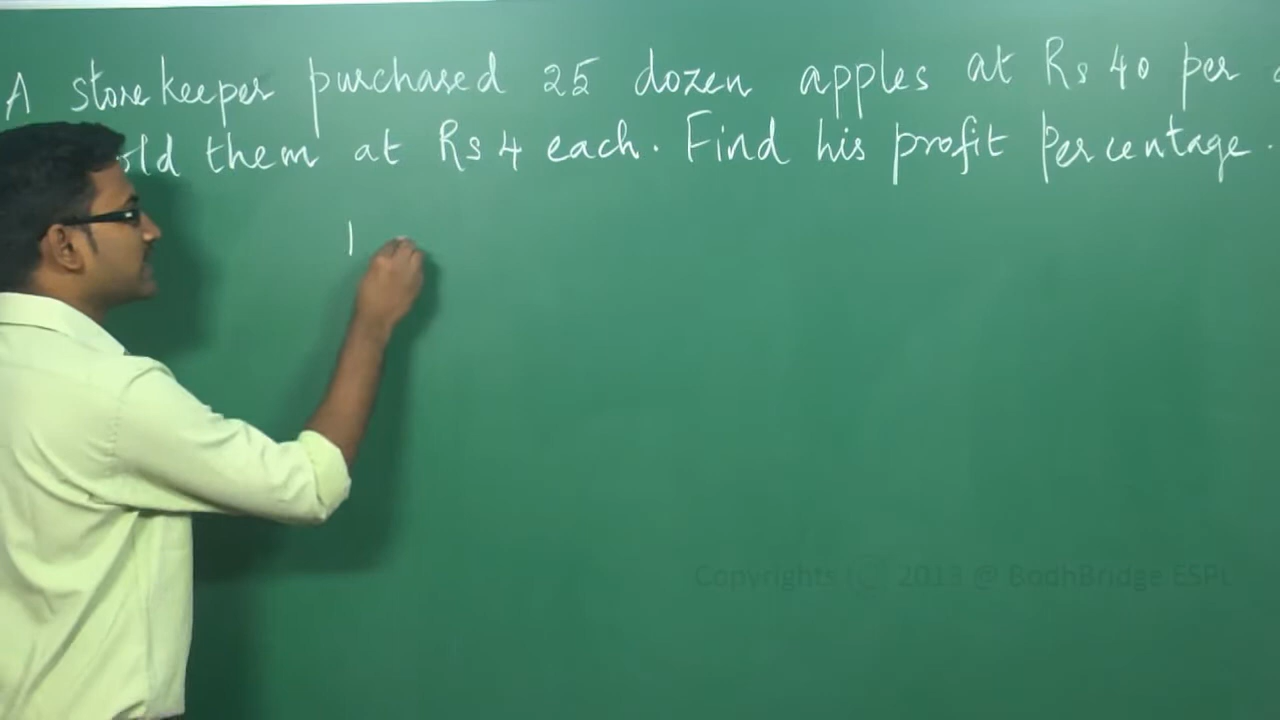 A storekeeper purchased 25 dozen apples at Rs 40 per
old them at Rs 4 each. Find his profit Percentage.
1
Copyrights (C) 2013 @ BodhBridge ESPL